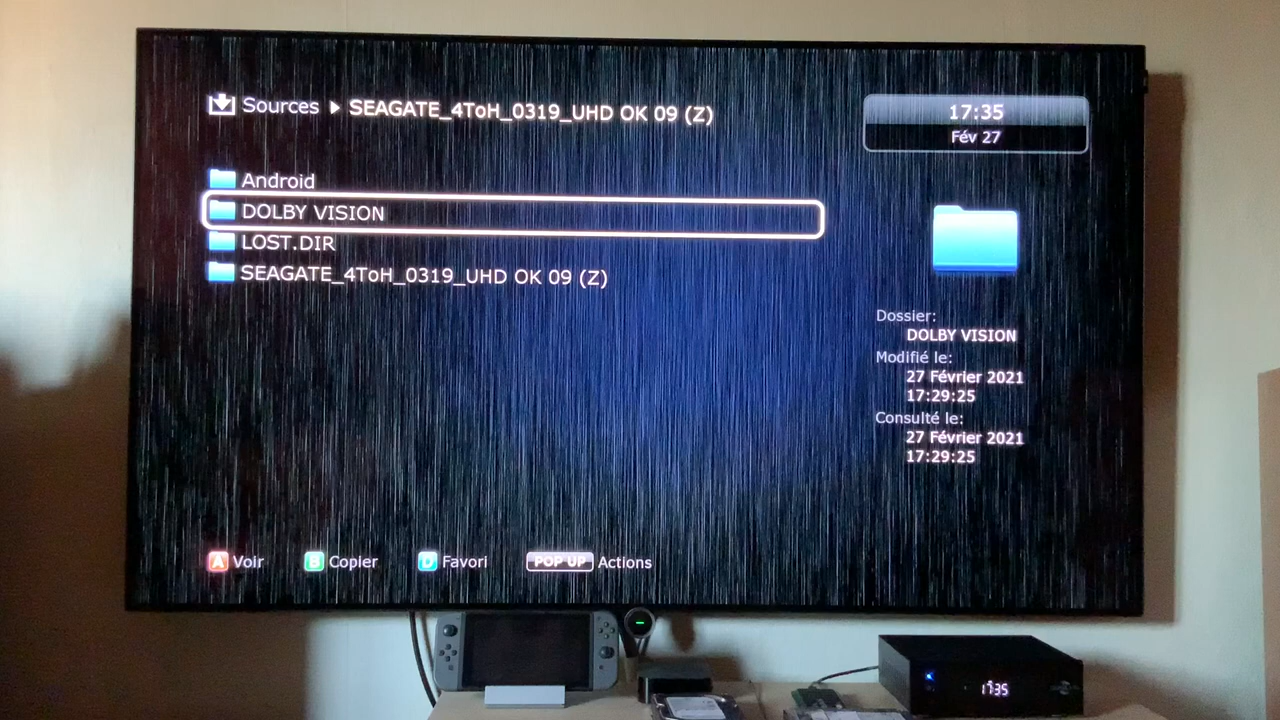 Sources ▶ SEAGATE_4ToH_0319_UHD OK 09 (Z)
17:35
Fév 27
Android
DOLBY VISION
LOST.DIR
SEAGATE_4ToH_0319_UHD OK 09 (Z)
Dossier:
DOLBY VISION
Modifié le:
27 Février 2021
17:29:25
Consulté le:
27 Février 2021
17:29:25
A Voir
B Copier
D Favori
POP UP Actions
17:35